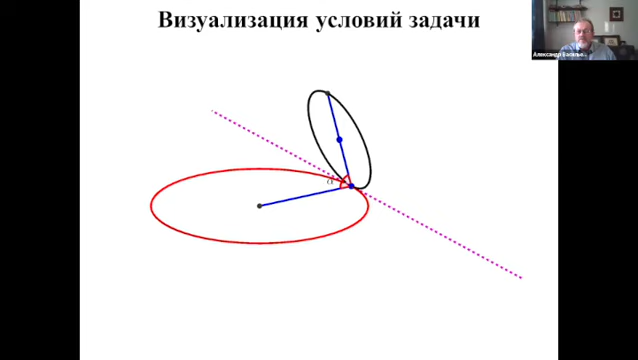 Визуализация условий задачи
α